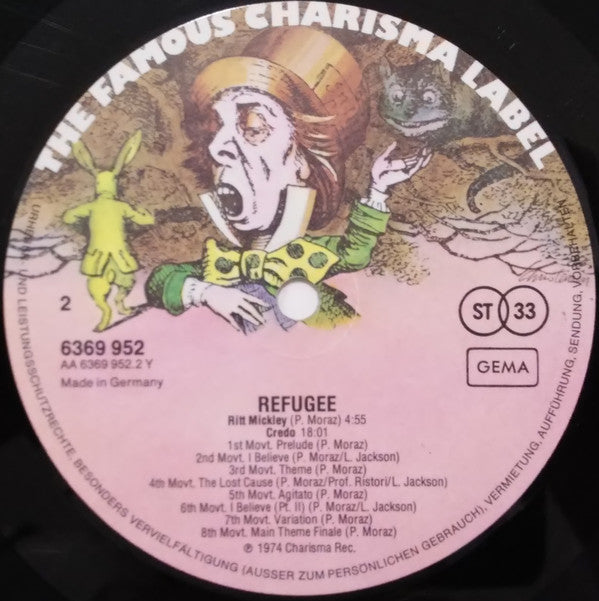 THE FAMOUS CHARISMA LABEL
2
ST 33
6369 952
AA 6369 952.2 Y
Made in Germany
GEMA
REFUGEE
Ritt Mickley (P. Moraz) 4:55
Credo 18:01
1st Movt. Prelude (P. Moraz)
2nd Movt. I Believe (P. Moraz/L. Jackson)
3rd Movt. Theme (P. Moraz)
4th Movt. The Lost Cause (P. Moraz/Prof. Ristori/L. Jackson)
5th Movt. Agitato (P. Moraz)
6th Movt. I Believe (Pt. II) (P. Moraz/L. Jackson)
7th Movt. Variation (P. Moraz)
8th Movt. Main Theme Finale (P. Moraz)
℗ 1974 Charisma Rec.
URHEBER- UND LEISTUNGSSCHUTZRECHTE, BESONDERS VERVIELFÄLTIGUNG (AUSSER ZUM PERSÖNLICHEN GEBRAUCH), VERMIETUNG, AUFFÜHRUNG, SENDUNG, VORBEHALTEN